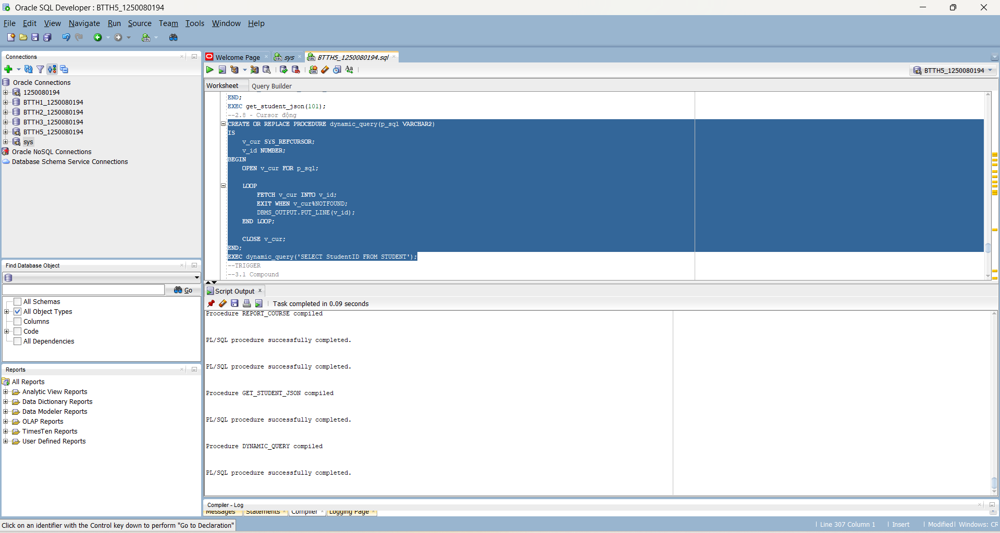 Oracle SQL Developer : BTTH5_1250080194
File Edit View Navigate Run Source Team Tools Window Help
Connections
Oracle Connections
1250080194
BTTH1_1250080194
BTTH2_1250080194
BTTH3_1250080194
BTTH5_1250080194
sys
Oracle NoSQL Connections
Database Schema Service Connections
Find Database Object
Go
All Schemas
All Object Types
Columns
Code
All Dependencies
Reports
All Reports
Analytic View Reports
Data Dictionary Reports
Data Modeler Reports
OLAP Reports
TimesTen Reports
User Defined Reports
Welcome Page sys BTTH5_1250080194.sql
BTTH5_1250080194
Worksheet Query Builder
END;
EXEC get_student_json(101);
--2.8 - Cursor động
CREATE OR REPLACE PROCEDURE dynamic_query(p_sql VARCHAR2)
IS
v_cur SYS_REFCURSOR;
v_id NUMBER;
BEGIN
OPEN v_cur FOR p_sql;
LOOP
FETCH v_cur INTO v_id;
EXIT WHEN v_cur%NOTFOUND;
DBMS_OUTPUT.PUT_LINE(v_id);
END LOOP;
CLOSE v_cur;
END;
EXEC dynamic_query('SELECT StudentID FROM STUDENT');
--TRIGGER
--3.1 Compound
Script Output
Task completed in 0.09 seconds
Procedure REPORT_COURSE compiled
PL/SQL procedure successfully completed.
PL/SQL procedure successfully completed.
Procedure GET_STUDENT_JSON compiled
PL/SQL procedure successfully completed.
Procedure DYNAMIC_QUERY compiled
PL/SQL procedure successfully completed.
Compiler - Log
Messages Statements Compiler Logging Page
Click on an identifier with the Control key down to perform "Go to Declaration"
Line 307 Column 1 Insert Modified Windows: CR